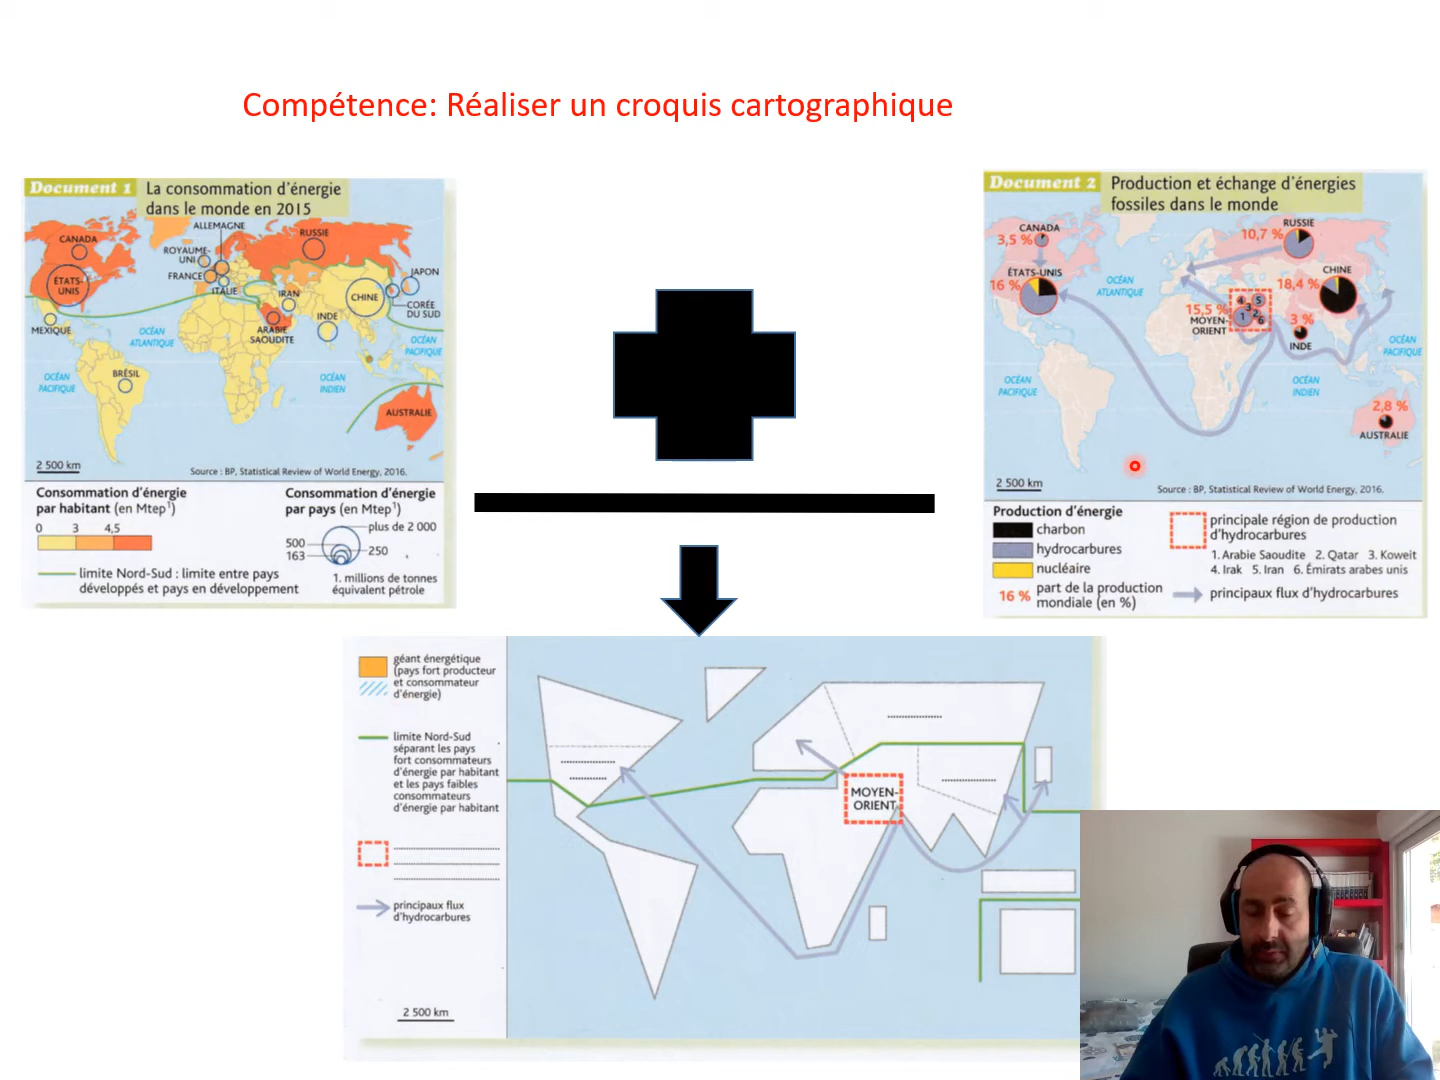 Compétence: Réaliser un croquis cartographique
Document 1
La consommation d'énergie
dans le monde en 2015
ALLEMAGNE
CANADA
RUSSIE
ROYAUME-
UNI
FRANCE
JAPON
ÉTATS-
UNIS
ITALIE
IRAN
CHINE
CORÉE
DU SUD
MEXIQUE
INDE
OCÉAN
ATLANTIQUE
ARABIE
SAOUDITE
OCÉAN
PACIFIQUE
BRÉSIL
OCÉAN
PACIFIQUE
OCÉAN
INDIEN
AUSTRALIE
2 500 km
Source : BP, Statistical Review of World Energy, 2016.
Consommation d'énergie
par habitant (en Mtep¹)
0 3 4,5
limite Nord-Sud : limite entre pays
développés et pays en développement
Consommation d'énergie
par pays (en Mtep¹)
plus de 2 000
500
250
163
1. millions de tonnes
équivalent pétrole
Document 2
Production et échange d'énergies
fossiles dans le monde
CANADA
3,5 %
RUSSIE
10,7 %
ÉTATS-UNIS
16 %
OCÉAN
ATLANTIQUE
CHINE
18,4 %
4 5
3
1 2
6
15,5 %
MOYEN-
ORIENT
3 %
INDE
OCÉAN
PACIFIQUE
OCÉAN
PACIFIQUE
OCÉAN
INDIEN
2,8 %
AUSTRALIE
2 500 km
Source : BP, Statistical Review of World Energy, 2016.
Production d'énergie
charbon
hydrocarbures
nucléaire
16 % part de la production
mondiale (en %)
principale région de production
d'hydrocarbures
1. Arabie Saoudite 2. Qatar 3. Koweit
4. Irak 5. Iran 6. Émirats arabes unis
principaux flux d'hydrocarbures
géant énergétique
(pays fort producteur
et consommateur
d'énergie)
limite Nord-Sud
séparant les pays
fort consommateurs
d'énergie par habitant
et les pays faibles
consommateurs
d'énergie par habitant
principaux flux
d'hydrocarbures
2 500 km
MOYEN-
ORIENT